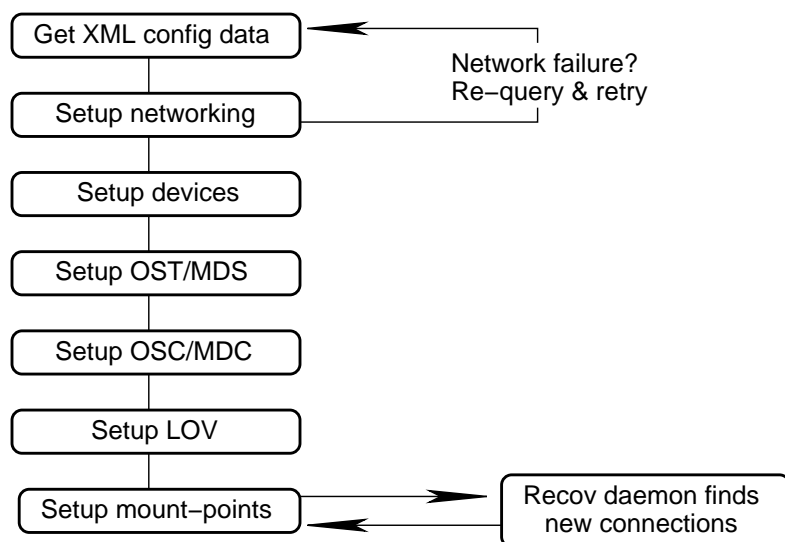 Get XML config data
Network failure?
Re−query & retry
Setup networking
Setup devices
Setup OST/MDS
Setup OSC/MDC
Setup LOV
Setup mount−points
Recov daemon finds
new connections